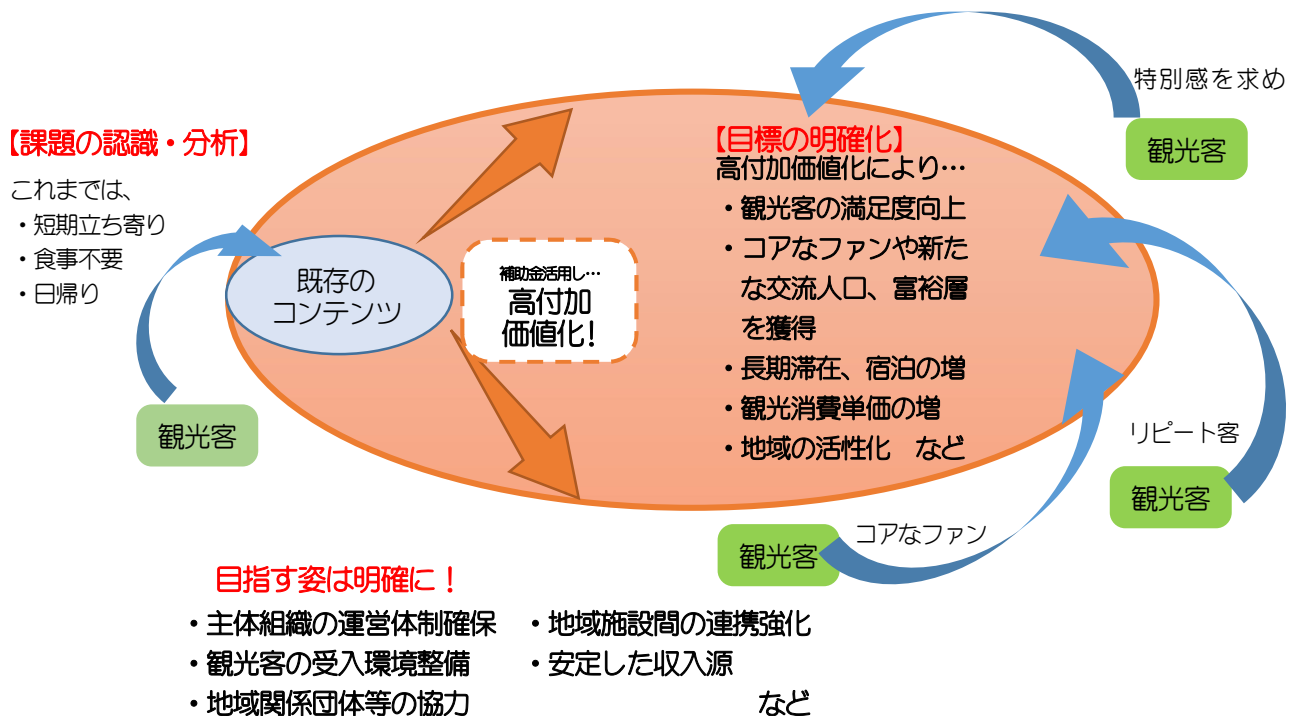 特別感を求め
観光客
【課題の認識・分析】
これまでは、
・短期立ち寄り
・食事不要
・日帰り
観光客
既存の
コンテンツ
補助金活用し…
高付加
価値化！
【目標の明確化】
高付加価値化により…
・観光客の満足度向上
・コアなファンや新た
な交流人口、富裕層
を獲得
・長期滞在、宿泊の増
・観光消費単価の増
・地域の活性化　など
リピート客
観光客
コアなファン
観光客
目指す姿は明確に！
・主体組織の運営体制確保
・観光客の受入環境整備
・地域関係団体等の協力
・地域施設間の連携強化
・安定した収入源
など